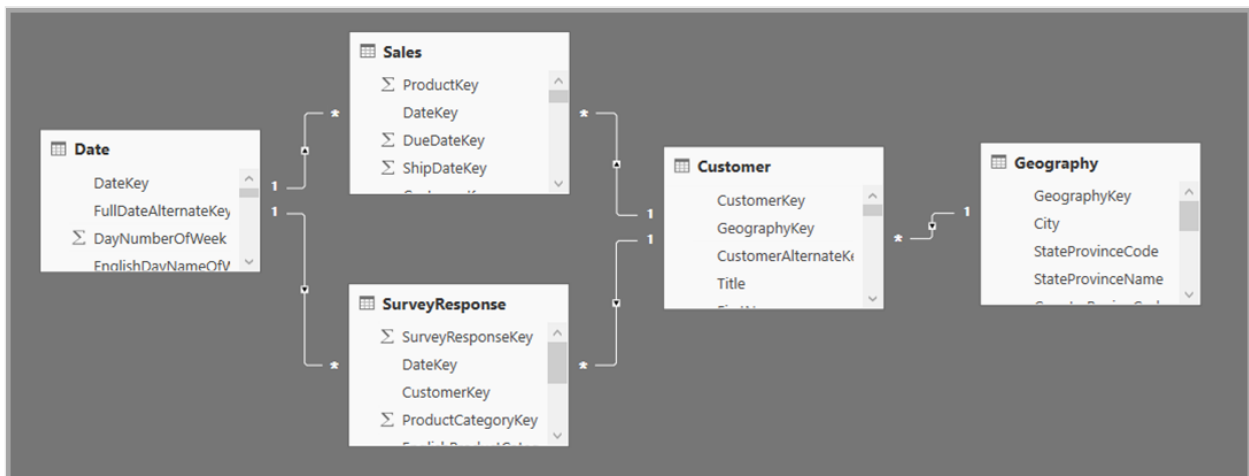 Date
DateKey
FullDateAlternateKey
Σ DayNumberOfWeek
1
1
Sales
Σ ProductKey
DateKey
Σ DueDateKey
Σ ShipDateKey
*
*
SurveyResponse
Σ SurveyResponseKey
DateKey
CustomerKey
Σ ProductCategoryKey
*
*
Customer
CustomerKey
GeographyKey
CustomerAlternateKe
Title
1
1
*
Geography
GeographyKey
City
StateProvinceCode
StateProvinceName
1